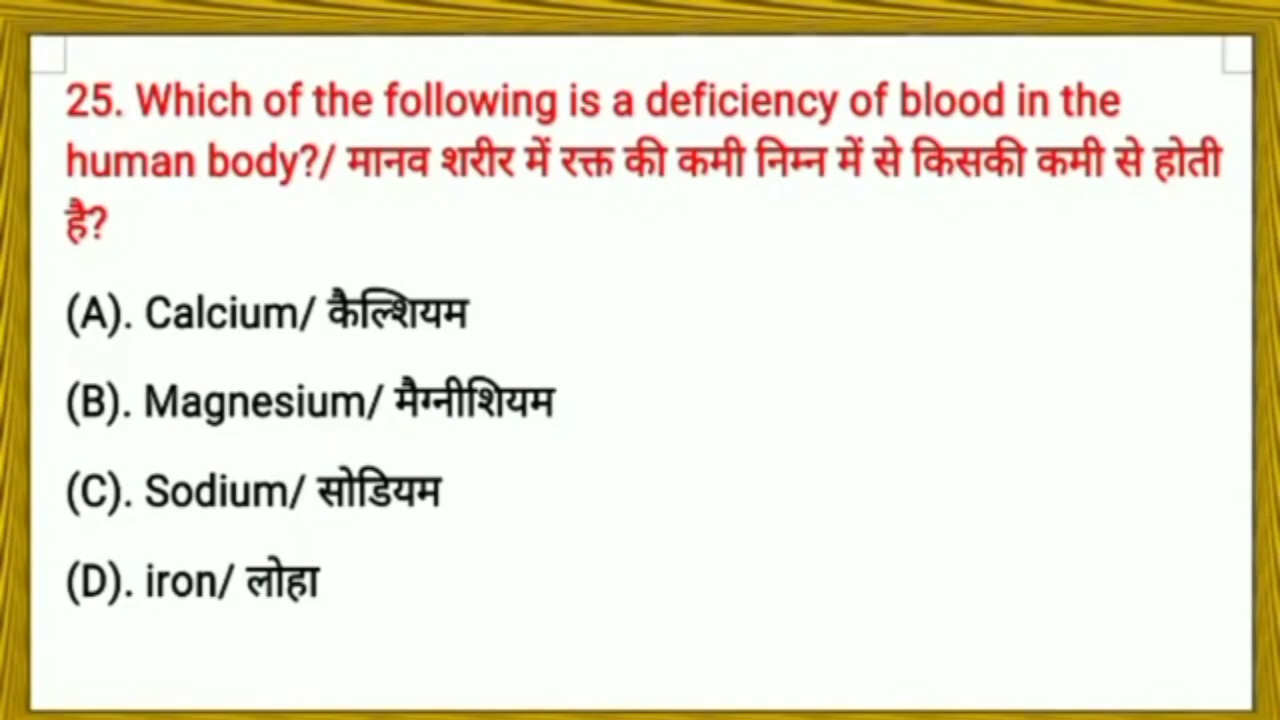 25. Which of the following is a deficiency of blood in the
human body?/ मानव शरीर में रक्त की कमी निम्न में से किसकी कमी से होती
है?
(A). Calcium/ कैल्शियम
(B). Magnesium/ मैग्नीशियम
(C). Sodium/ सोडियम
(D). iron/ लोहा